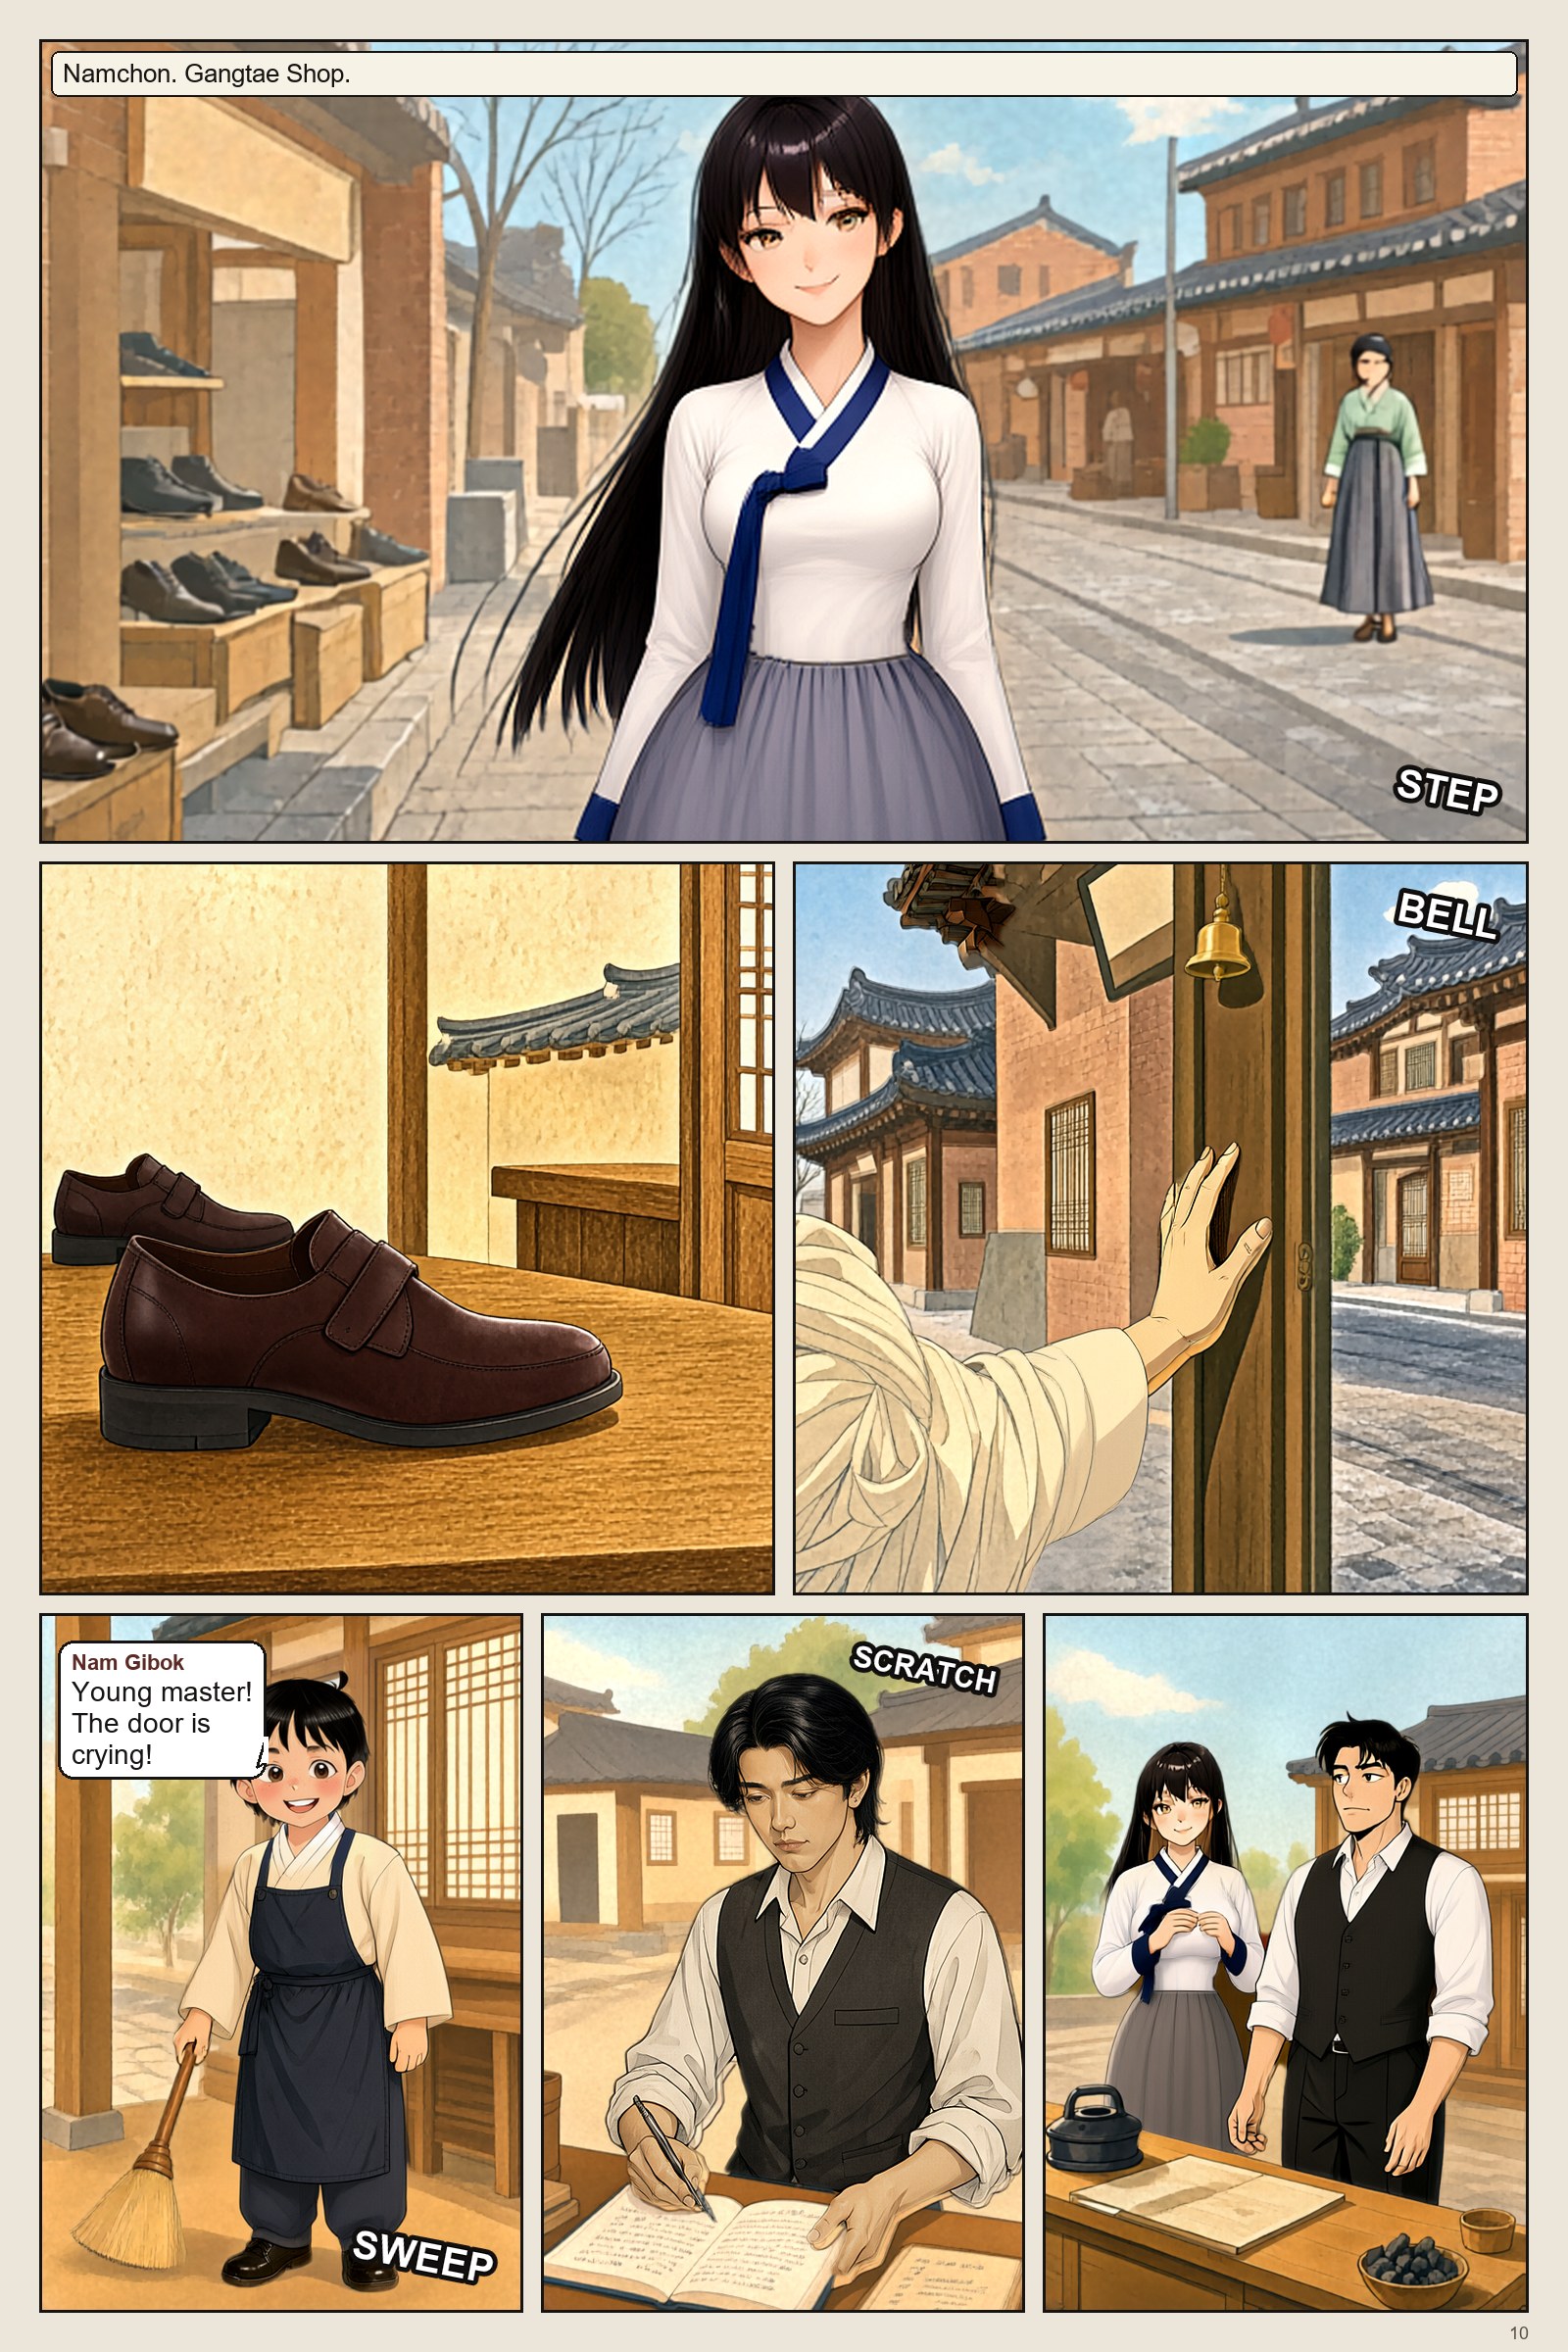 Namchon. Gangtae Shop.
STEP
BELL
Nam Gibok
Young master!
The door is
crying!
SWEEP
SCRATCH
10